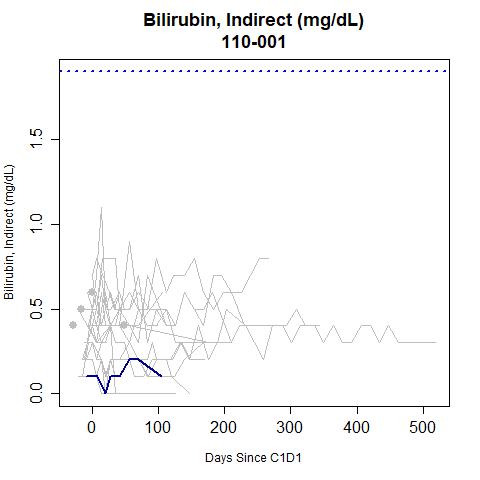 Bilirubin, Indirect (mg/dL)
110-001
Bilirubin, Indirect (mg/dL)
1.5
1.0
0.5
0.0
0 100 200 300 400 500
Days Since C1D1